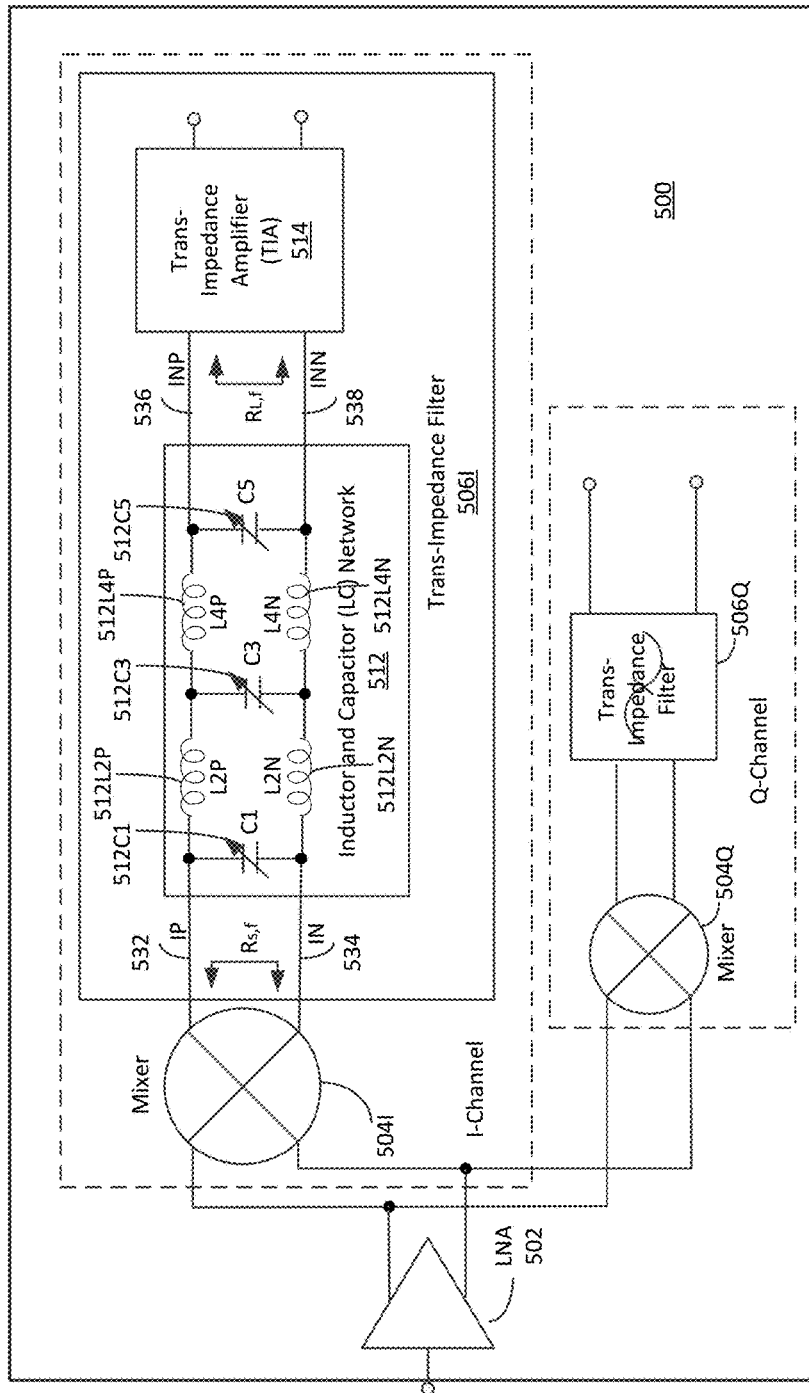 500
I-Channel
Mixer
504I
LNA
502
532
IP
Rs,f
IN
534
Trans-Impedance Filter
506I
512C1
C1
512L2P
L2P
L2N
512L2N
512C3
C3
512L4P
L4P
L4N
512L4N
512C5
C5
Inductor and Capacitor (LC) Network
512
536
INP
RL,f
INN
538
Trans-
Impedance
Amplifier
(TIA)
514
Q-Channel
Mixer
504Q
Trans-
Impedance
Filter
506Q